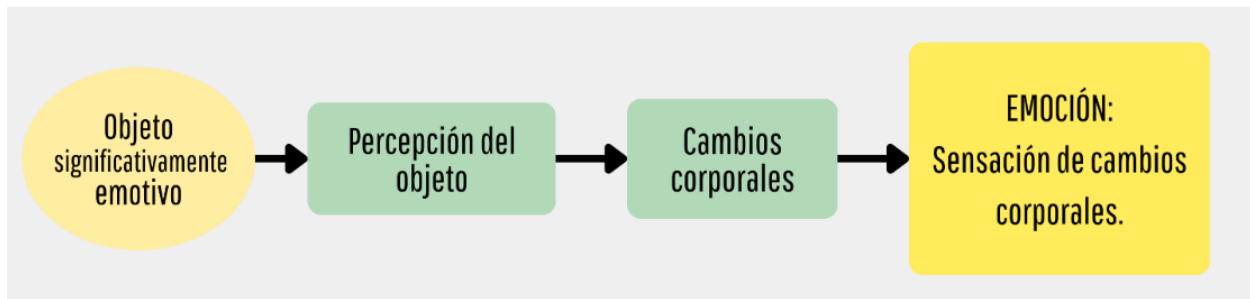 Objeto
significativamente
emotivo
Percepción del
objeto
Cambios
corporales
EMOCIÓN:
Sensación de cambios
corporales.